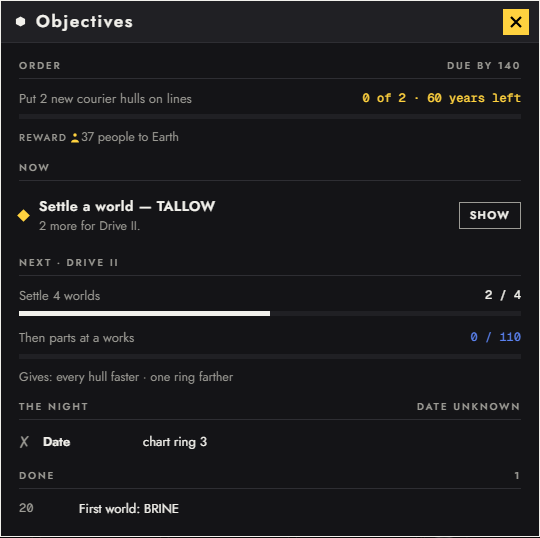 Objectives
ORDER DUE BY 140
Put 2 new courier hulls on lines 0 of 2 · 60 years left
REWARD 37 people to Earth
NOW
Settle a world — TALLOW
2 more for Drive II.
SHOW
NEXT · DRIVE II
Settle 4 worlds 2 / 4
Then parts at a works 0 / 110
Gives: every hull faster · one ring farther
THE NIGHT DATE UNKNOWN
✗ Date chart ring 3
DONE 1
20 First world: BRINE